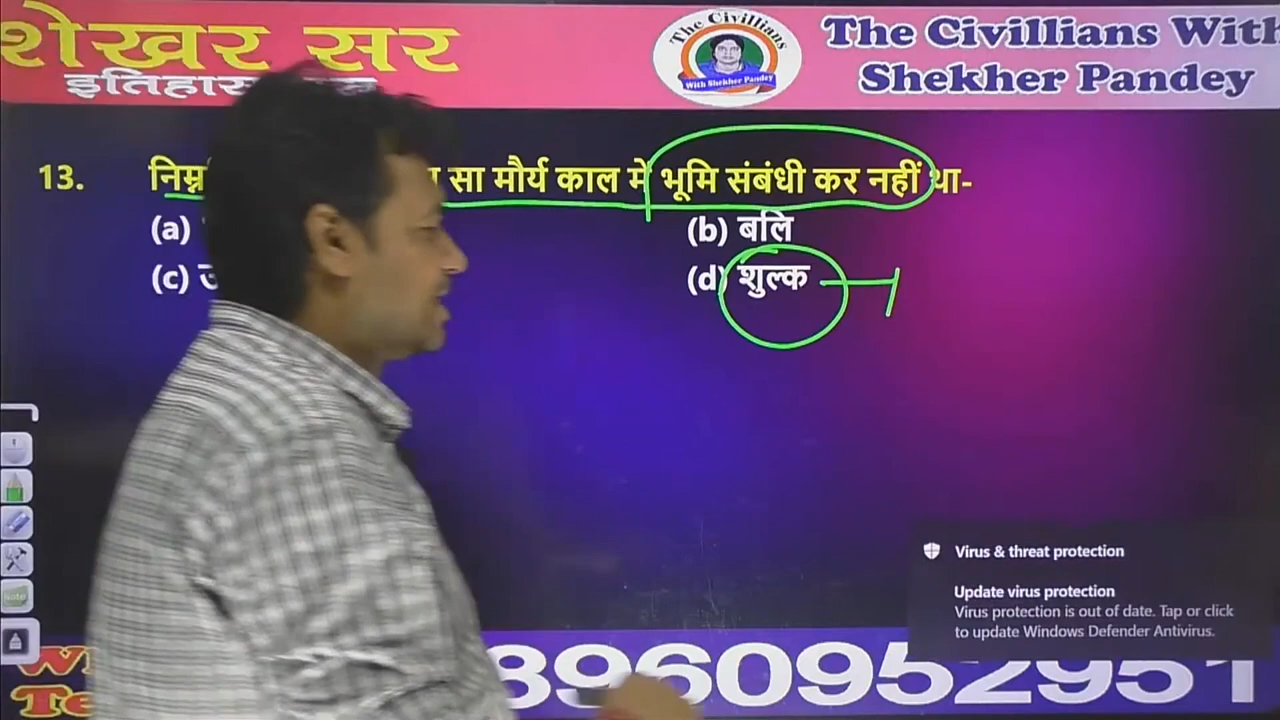 शेखर सर
The Civillians
With Shekher Pandey
The Civillians With
Shekher Pandey
13. सा मौर्य काल में भूमि संबंधी कर नहीं था-
(a)
(b) बलि
(c)
(d) शुल्क
Virus & threat protection
Update virus protection
Virus protection is out of date. Tap or click
to update Windows Defender Antivirus.
8960952951